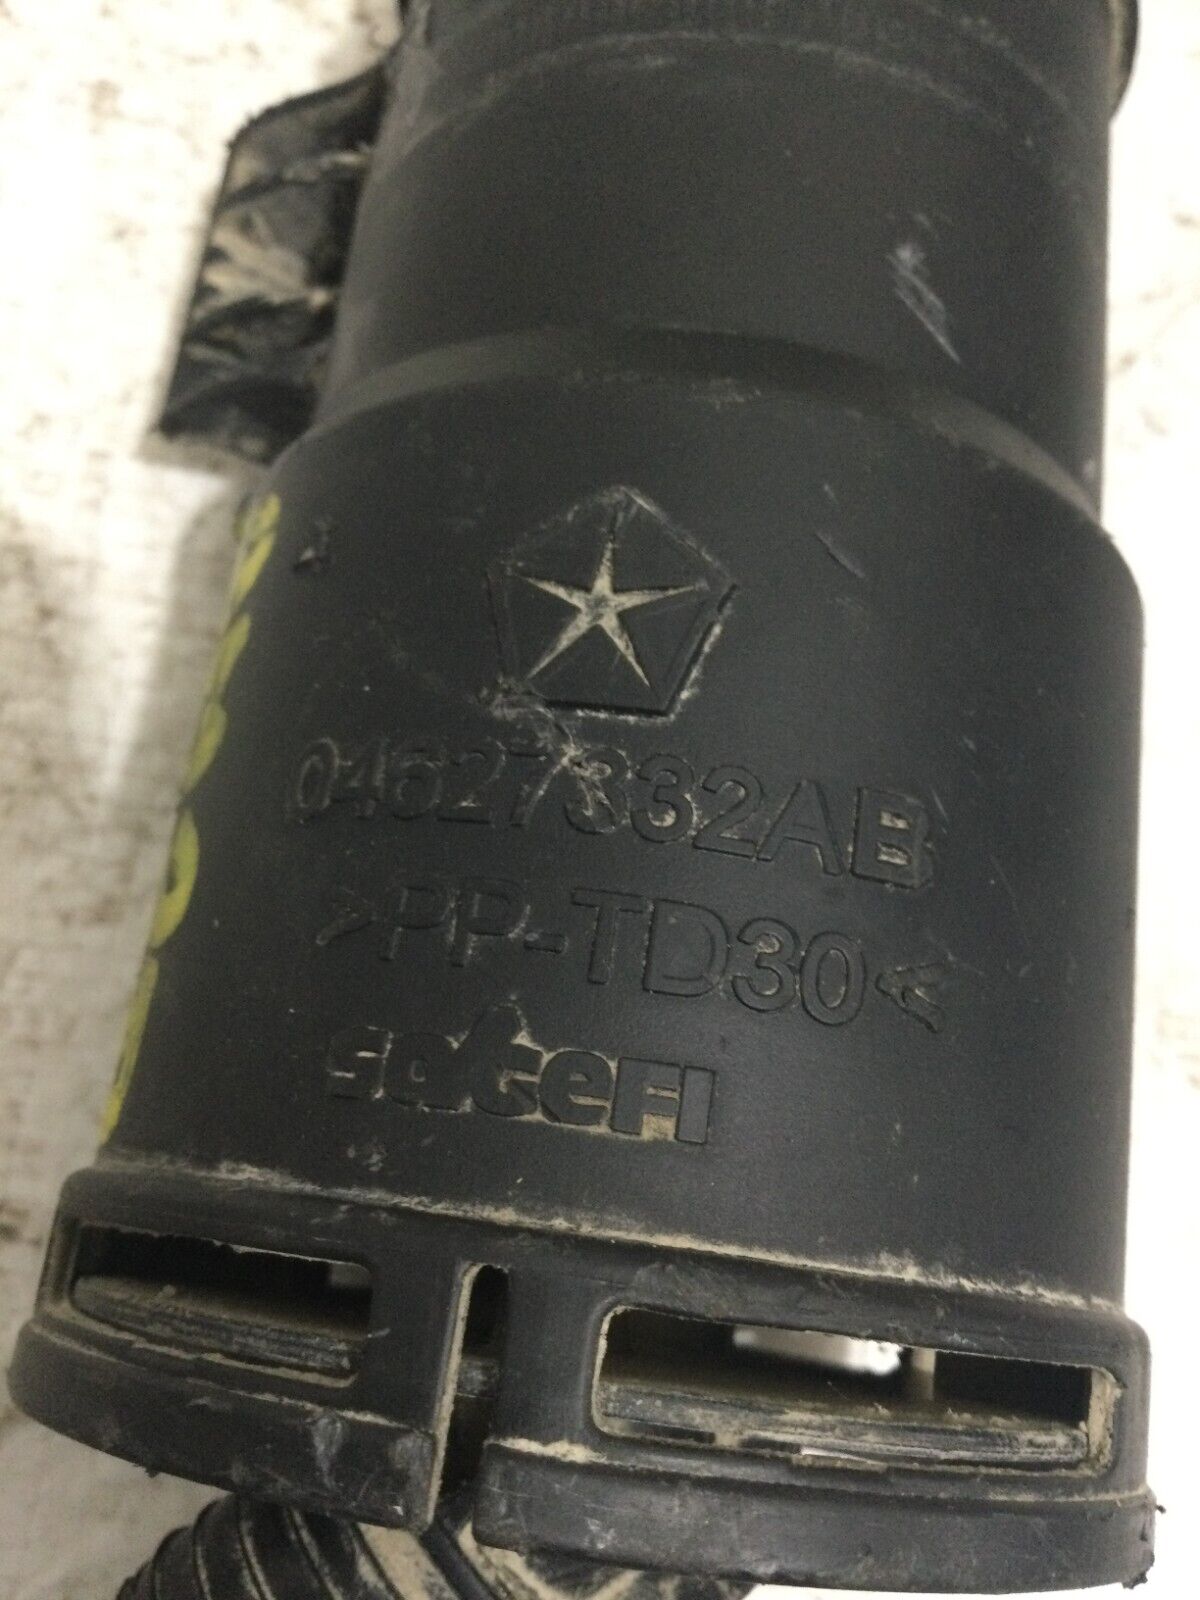 04627332AB
>PP-TD30<
sateFI